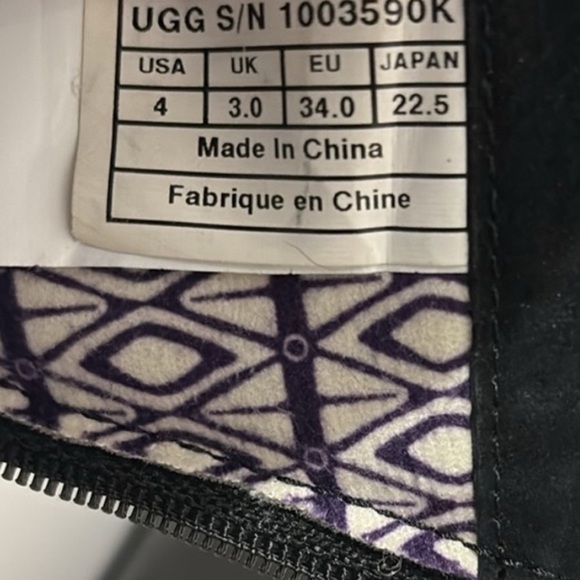 UGG S/N 1003590K
USA UK EU JAPAN
4 3.0 34.0 22.5
Made In China
Fabrique en Chine